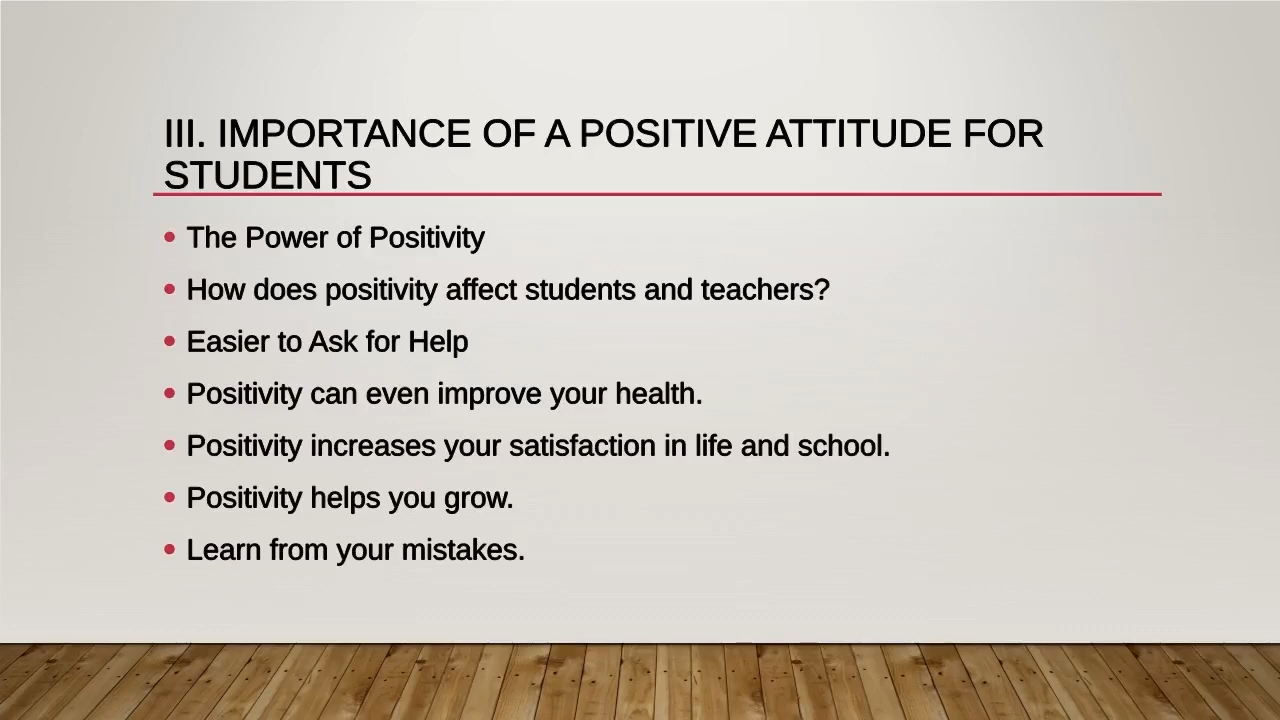 III. IMPORTANCE OF A POSITIVE ATTITUDE FOR
STUDENTS
• The Power of Positivity
• How does positivity affect students and teachers?
• Easier to Ask for Help
• Positivity can even improve your health.
• Positivity increases your satisfaction in life and school.
• Positivity helps you grow.
• Learn from your mistakes.